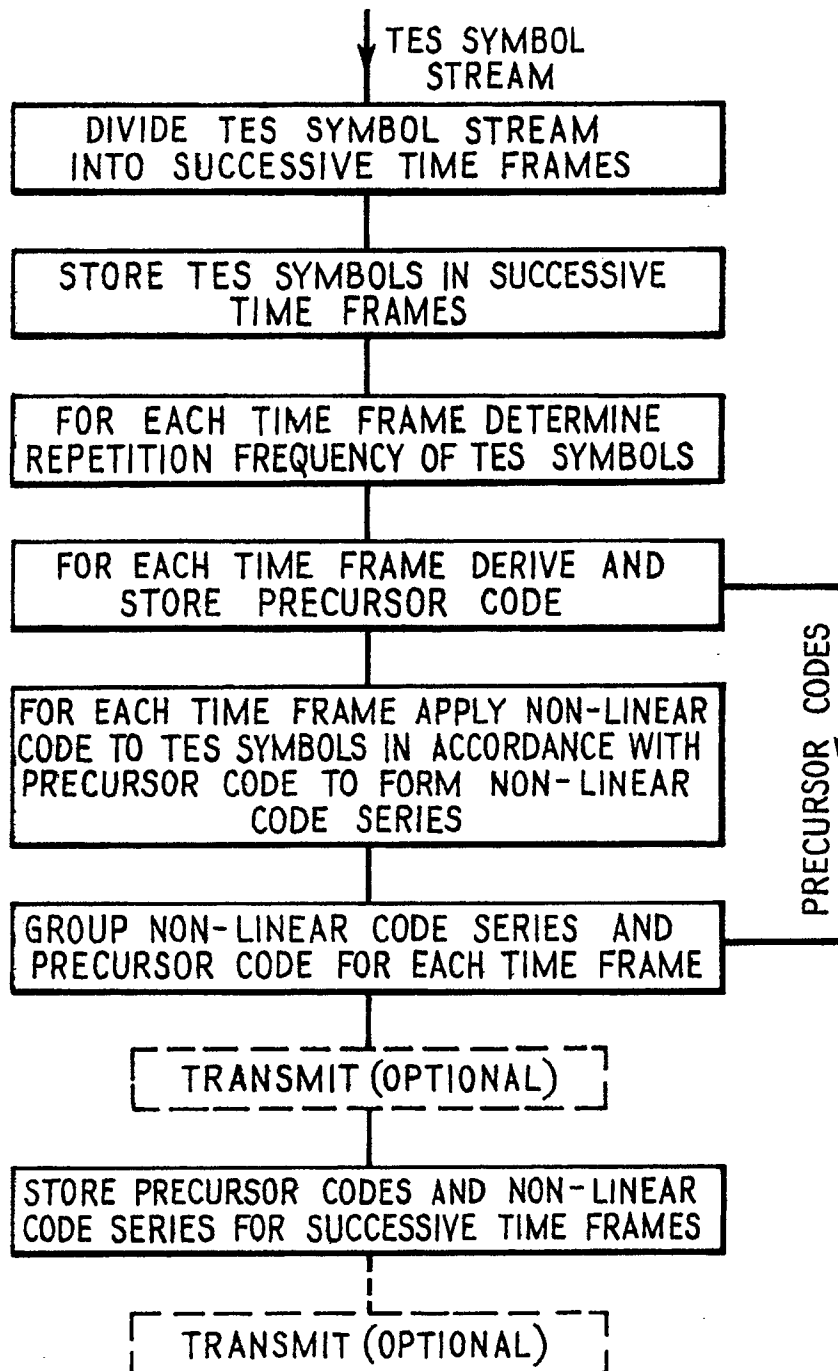 TES SYMBOL
STREAM
DIVIDE TES SYMBOL STREAM
INTO SUCCESSIVE TIME FRAMES
STORE TES SYMBOLS IN SUCCESSIVE
TIME FRAMES
FOR EACH TIME FRAME DETERMINE
REPETITION FREQUENCY OF TES SYMBOLS
FOR EACH TIME FRAME DERIVE AND
STORE PRECURSOR CODE
PRECURSOR CODES
FOR EACH TIME FRAME APPLY NON-LINEAR
CODE TO TES SYMBOLS IN ACCORDANCE WITH
PRECURSOR CODE TO FORM NON-LINEAR
CODE SERIES
GROUP NON-LINEAR CODE SERIES AND
PRECURSOR CODE FOR EACH TIME FRAME
TRANSMIT (OPTIONAL)
STORE PRECURSOR CODES AND NON-LINEAR
CODE SERIES FOR SUCCESSIVE TIME FRAMES
TRANSMIT (OPTIONAL)